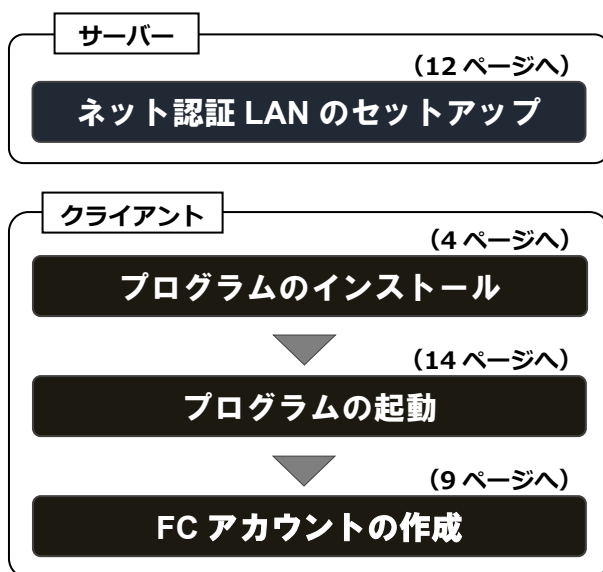 サーバー
（12 ページへ）
ネット認証 LAN のセットアップ
クライアント
（4 ページへ）
プログラムのインストール
（14 ページへ）
プログラムの起動
（9 ページへ）
FC アカウントの作成